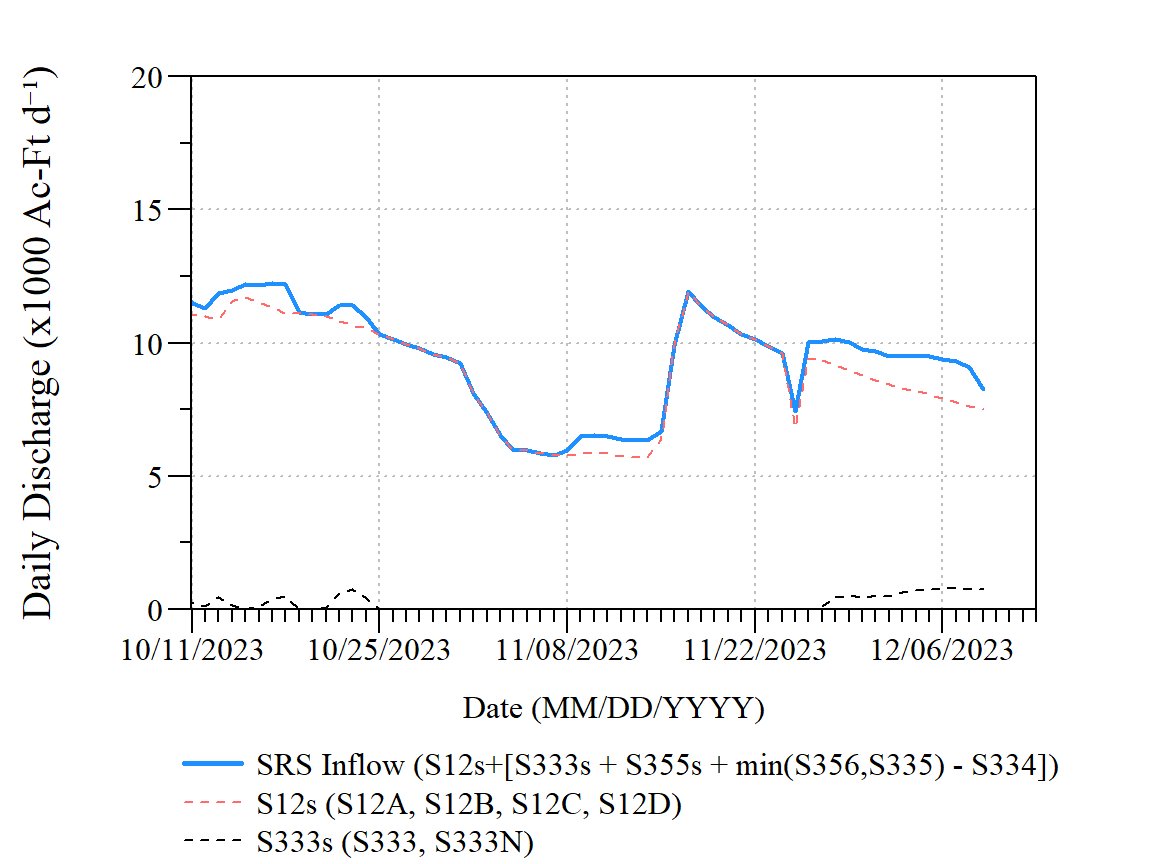 Daily Discharge (x1000 Ac-Ft d⁻¹)
20
15
10
5
0
10/11/2023 10/25/2023 11/08/2023 11/22/2023 12/06/2023
Date (MM/DD/YYYY)
SRS Inflow (S12s+[S333s + S355s + min(S356,S335) - S334])
S12s (S12A, S12B, S12C, S12D)
S333s (S333, S333N)